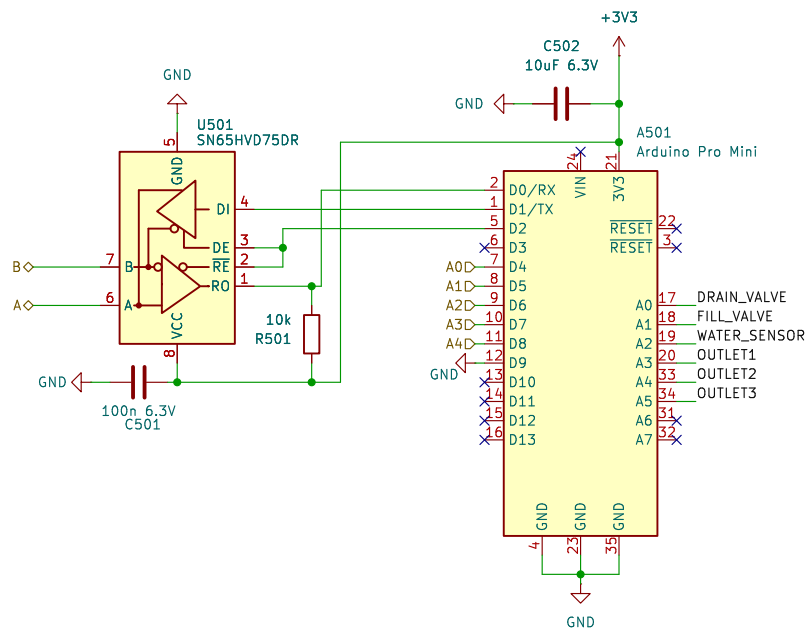 +3V3
C502
10uF 6.3V
GND
GND
U501
SN65HVD75DR
A501
Arduino Pro Mini
5
GND
24
VIN
21
3V3
2
D0/RX
DI
4
1
D1/TX
5
D2
RESET
22
DE
3
6
D3
RESET
3
B
7
B
RE
2
7
A0
D4
RO
1
8
A1
D5
A
6
A
9
A2
D6
A0
17
DRAIN_VALVE
10k
R501
10
A3
D7
A1
18
FILL_VALVE
VCC
11
A4
D8
A2
19
WATER_SENSOR
8
12
GND
D9
A3
20
OUTLET1
GND
13
D10
A4
33
OUTLET2
100n 6.3V
C501
14
D11
A5
34
OUTLET3
15
D12
A6
31
16
D13
A7
32
GND
GND
GND
4
23
35
GND